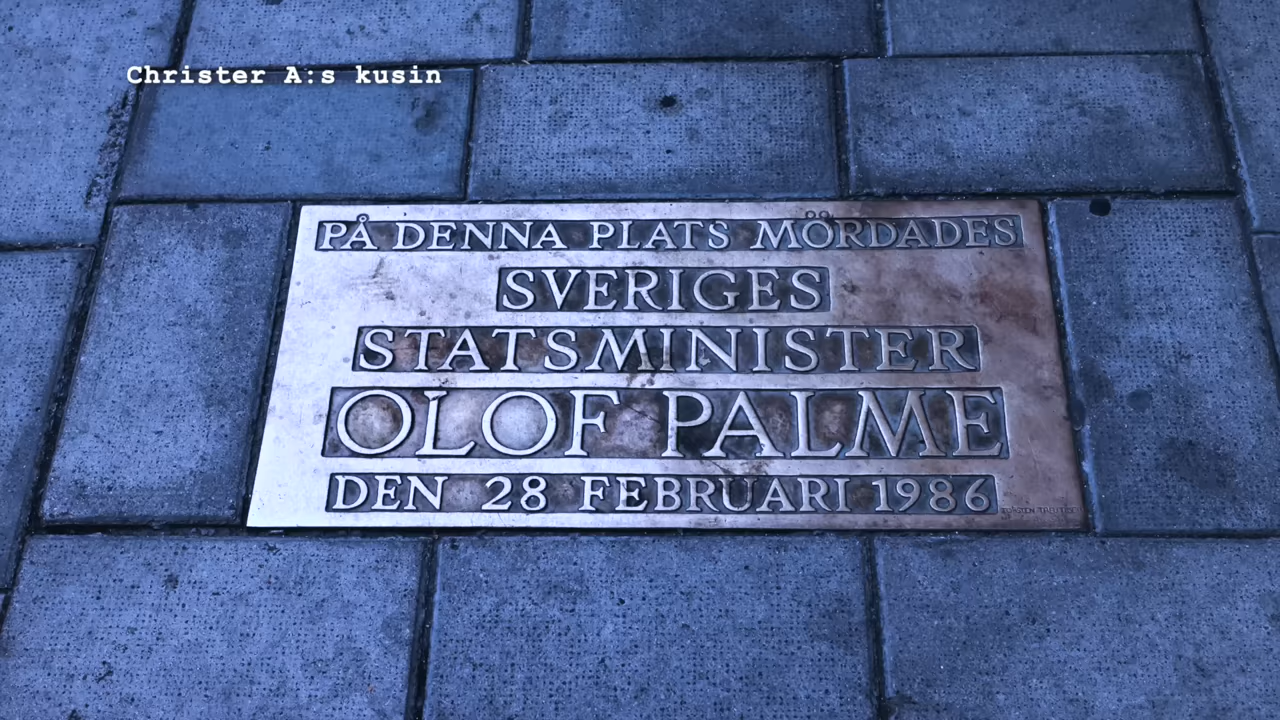 Christer A:s kusin
PÅ DENNA PLATS MÖRDADES
SVERIGES
STATSMINISTER
OLOF PALME
DEN 28 FEBRUARI 1986